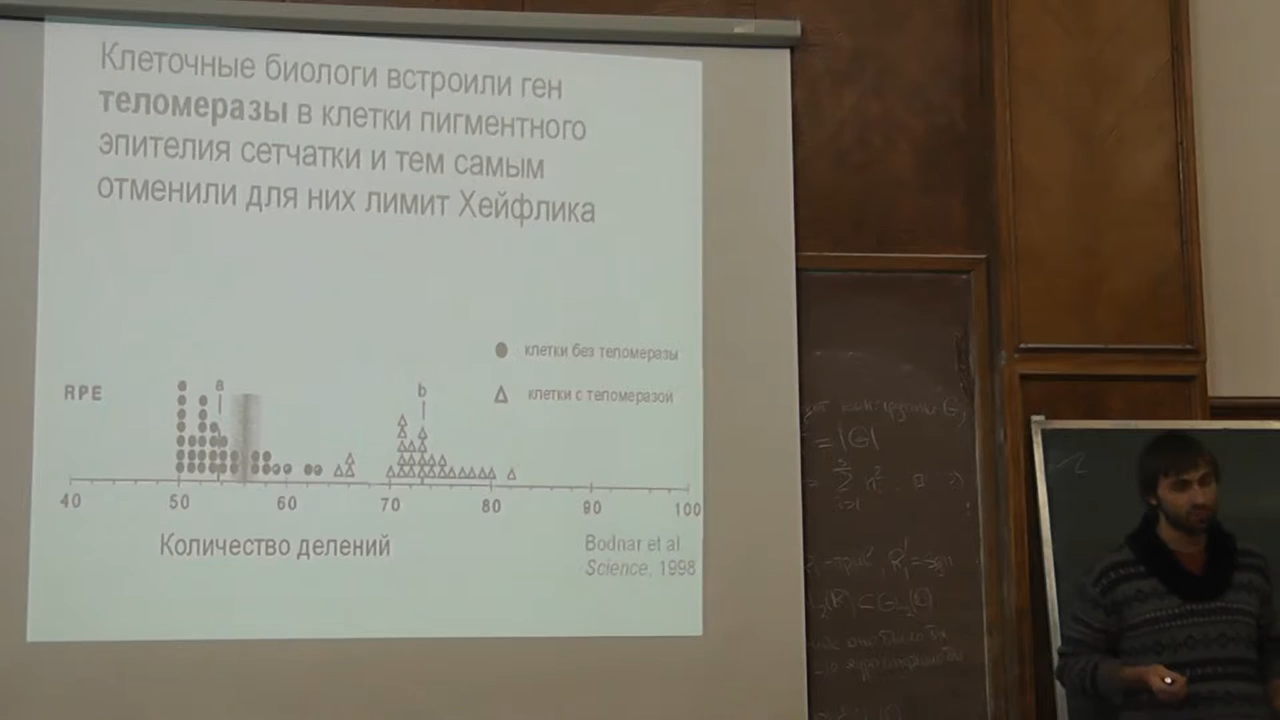 Клеточные биологи встроили ген
теломеразы в клетки пигментного
эпителия сетчатки и тем самым
отменили для них лимит Хейфлика
клетки без теломеразы
клетки с теломеразой
RPE
a
b
40 50 60 70 80 90 100
Количество делений
Bodnar et al
Science, 1998
= |G|